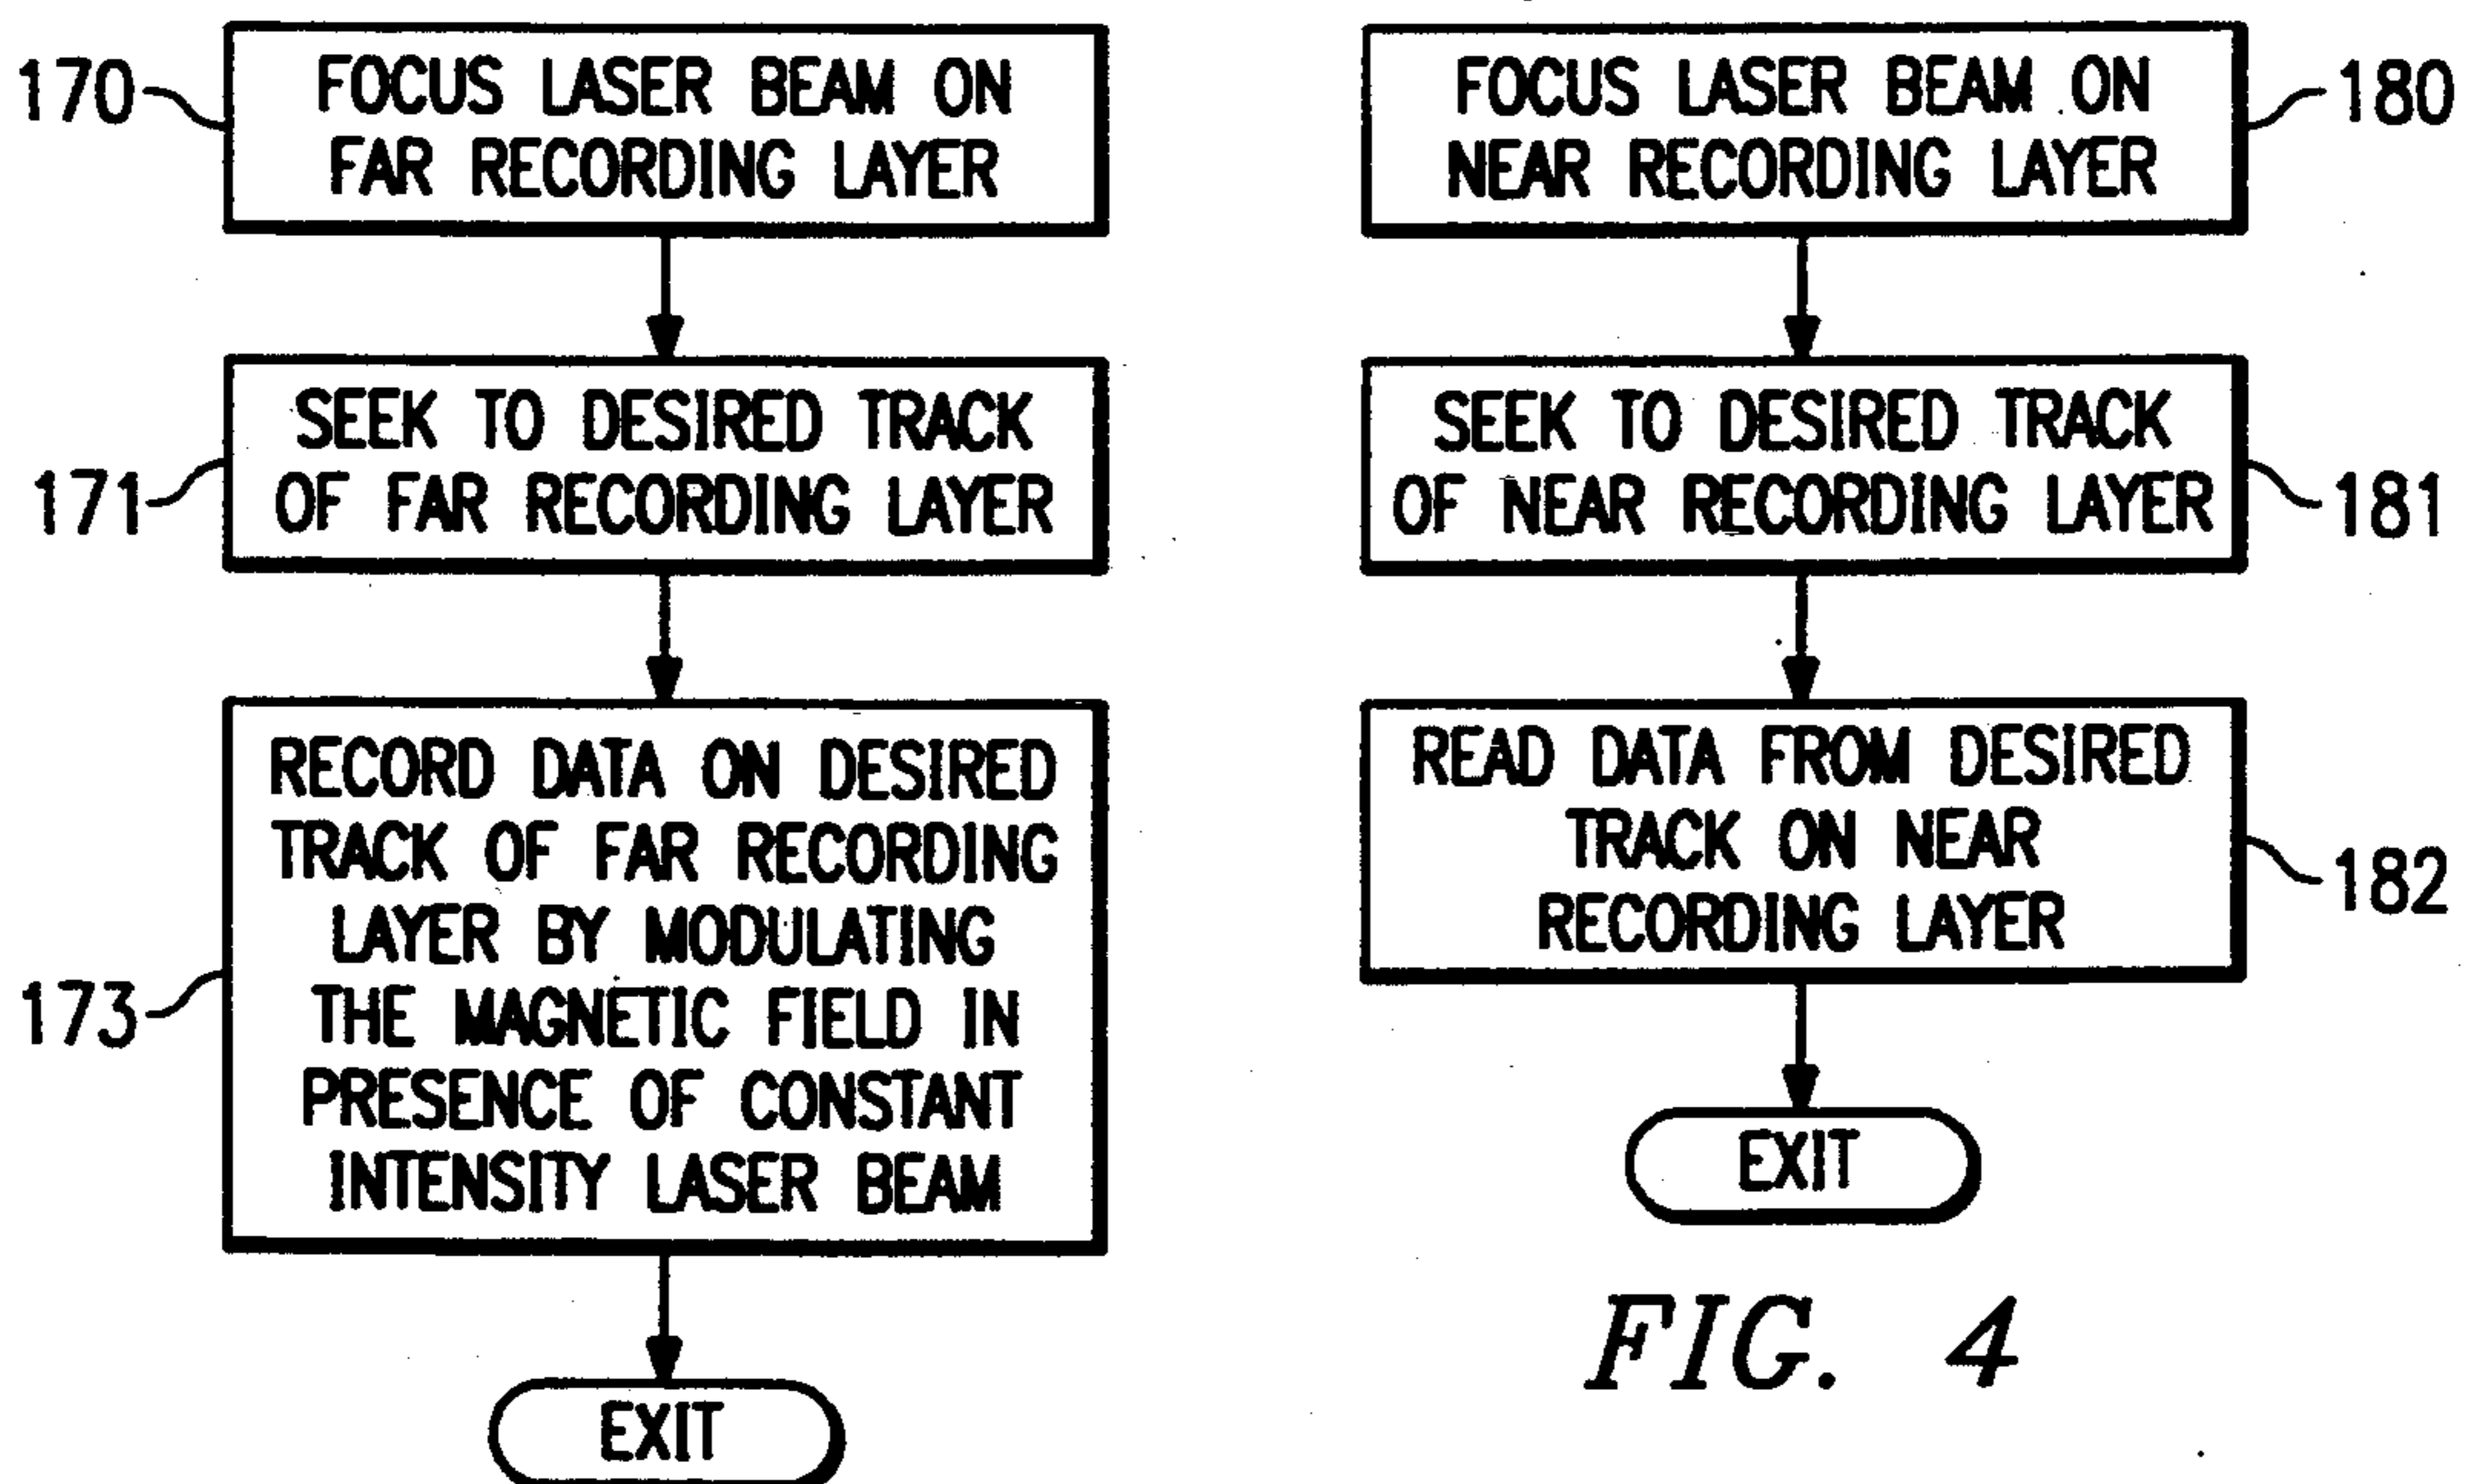 170
FOCUS LASER BEAM ON
FAR RECORDING LAYER
171
SEEK TO DESIRED TRACK
OF FAR RECORDING LAYER
173
RECORD DATA ON DESIRED
TRACK OF FAR RECORDING
LAYER BY MODULATING
THE MAGNETIC FIELD IN
PRESENCE OF CONSTANT
INTENSITY LASER BEAM
EXIT
FOCUS LASER BEAM ON
NEAR RECORDING LAYER
180
SEEK TO DESIRED TRACK
OF NEAR RECORDING LAYER
181
READ DATA FROM DESIRED
TRACK ON NEAR
RECORDING LAYER
182
EXIT
FIG. 4